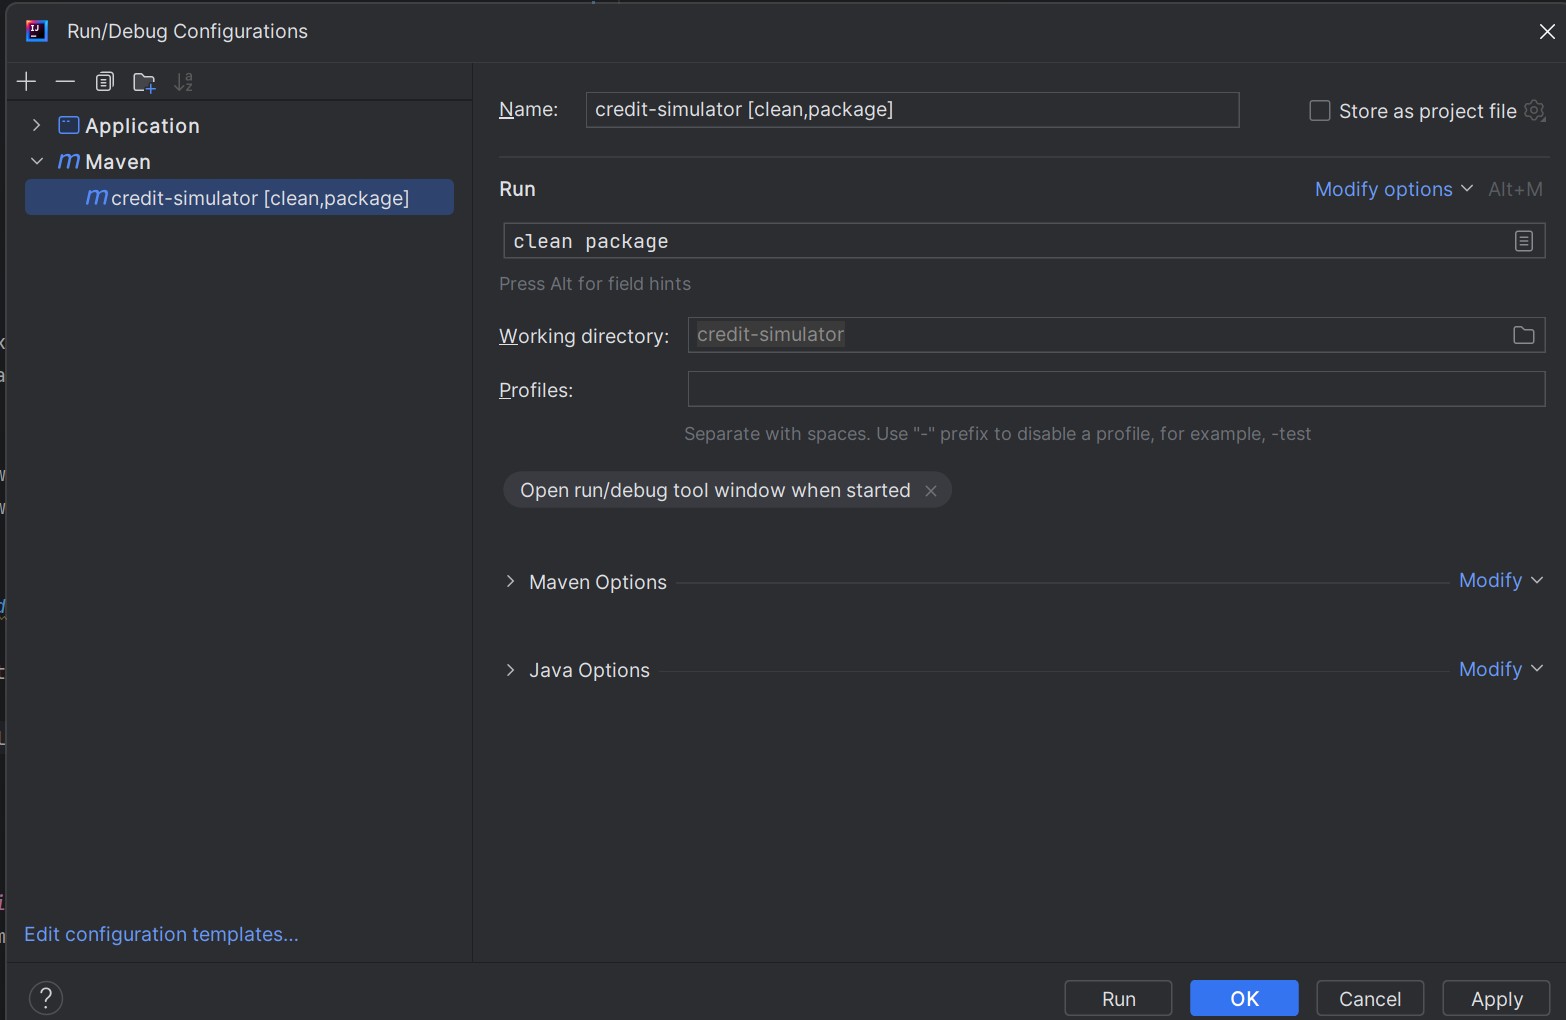 Run/Debug Configurations
Application
Maven
credit-simulator [clean,package]
Edit configuration templates...
Name: credit-simulator [clean,package] Store as project file
Run Modify options Alt+M
clean package
Press Alt for field hints
Working directory: credit-simulator
Profiles:
Separate with spaces. Use "-" prefix to disable a profile, for example, -test
Open run/debug tool window when started
Maven Options Modify
Java Options Modify
? Run OK Cancel Apply